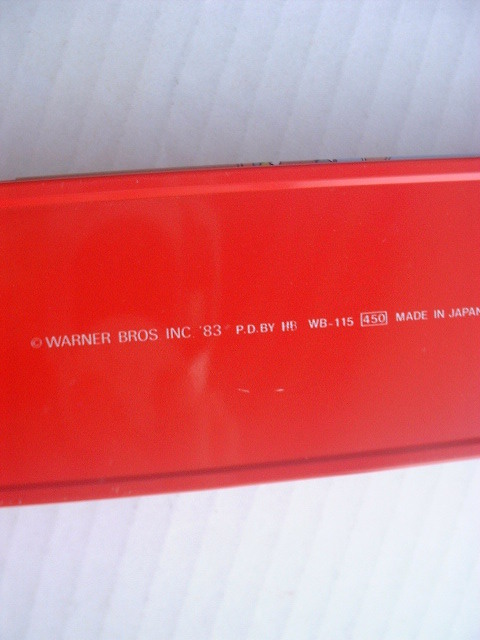 © WARNER BROS. INC. '83 P.D.BY HB WB-115 450 MADE IN JAPAN